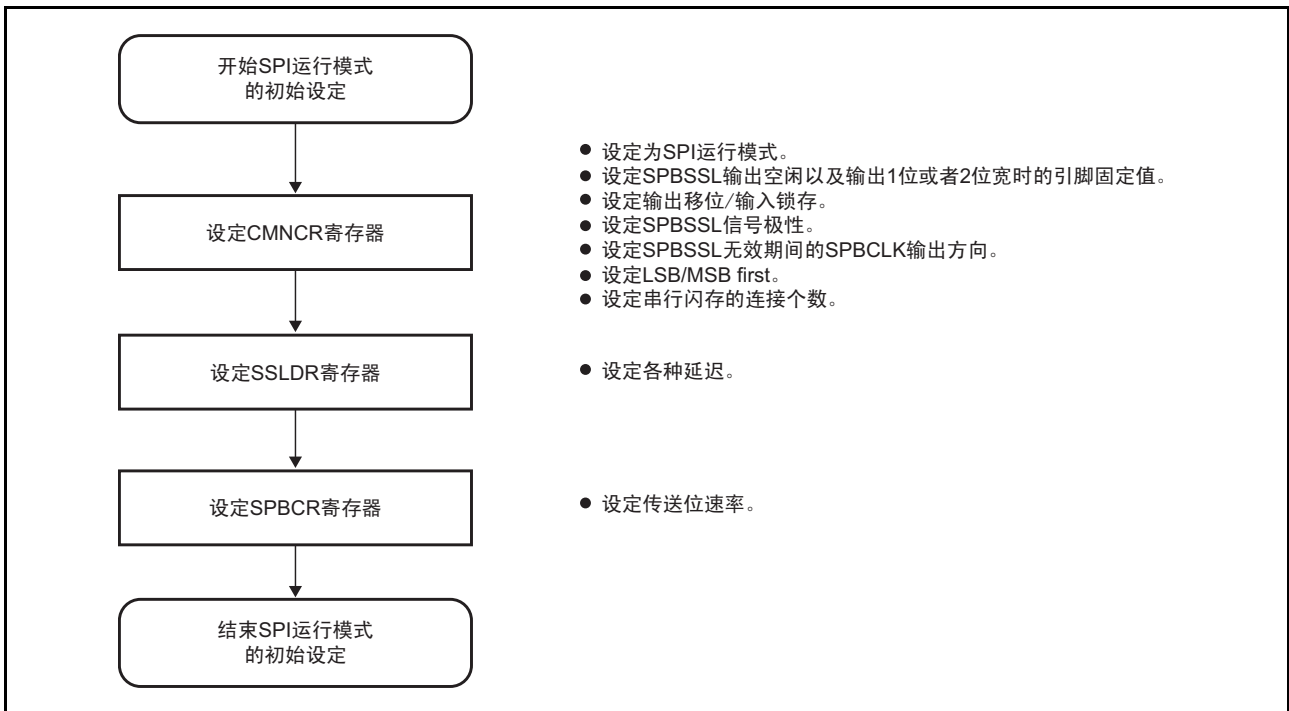 开始SPI运行模式
的初始设定
设定CMNCR寄存器
● 设定为SPI运行模式。
● 设定SPBSSL输出空闲以及输出1位或者2位宽时的引脚固定值。
● 设定输出移位/输入锁存。
● 设定SPBSSL信号极性。
● 设定SPBSSL无效期间的SPBCLK输出方向。
● 设定LSB/MSB first。
● 设定串行闪存的连接个数。
设定SSLDR寄存器
● 设定各种延迟。
设定SPBCR寄存器
● 设定传送位速率。
结束SPI运行模式
的初始设定